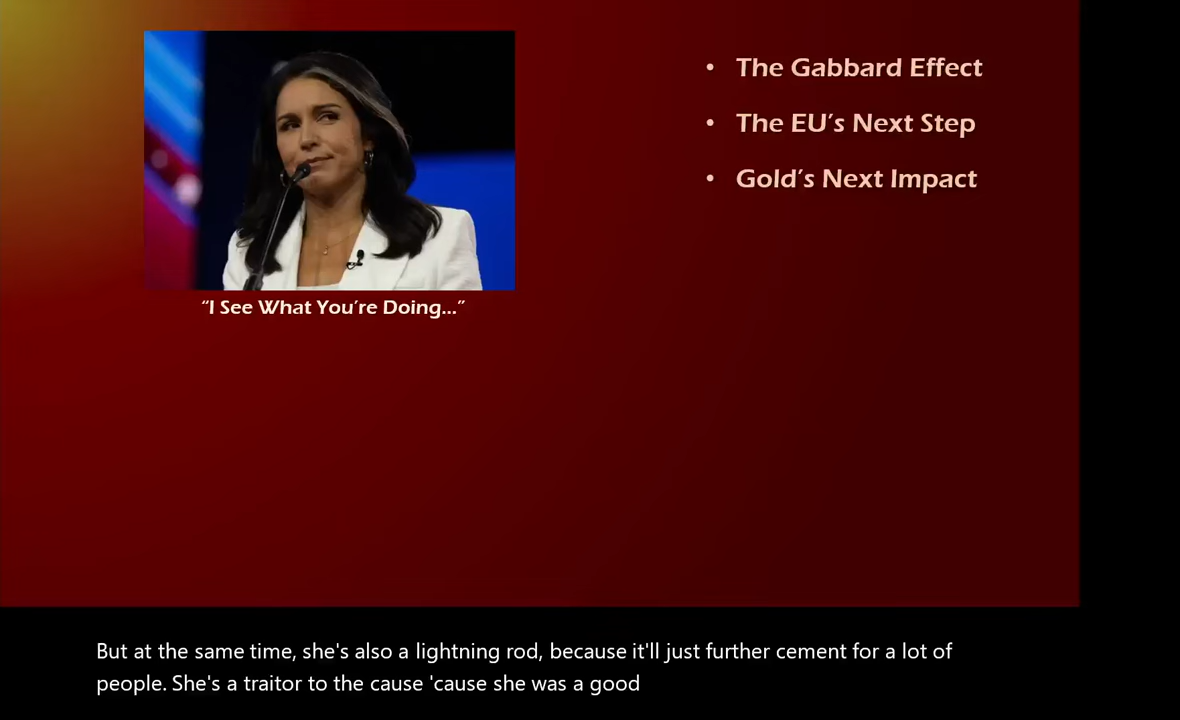 • The Gabbard Effect
• The EU's Next Step
• Gold's Next Impact
“I See What You're Doing...”
But at the same time, she's also a lightning rod, because it'll just further cement for a lot of
people. She's a traitor to the cause 'cause she was a good